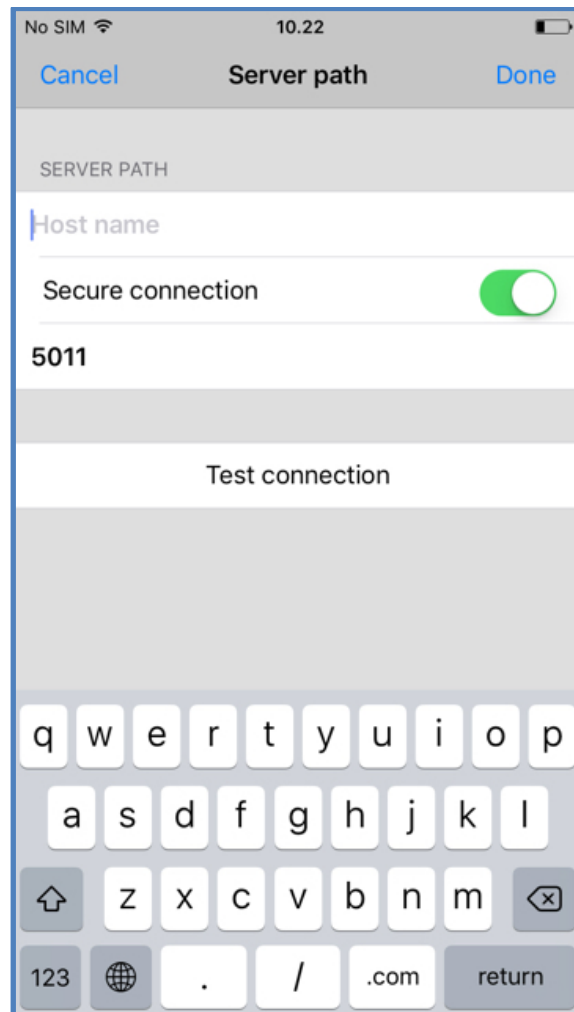 No SIM 10.22
Cancel Server path Done
SERVER PATH
Host name
Secure connection
5011
Test connection
q w e r t y u i o p
a s d f g h j k l
z x c v b n m
123 . / .com return